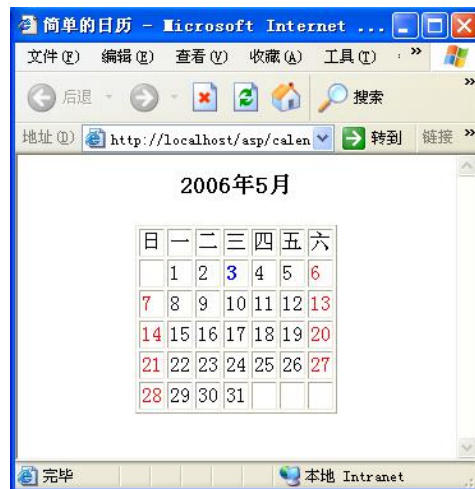 简单的日历 - Microsoft Internet ...
文件(F) 编辑(E) 查看(V) 收藏(A) 工具(T) »
后退 搜索 »
地址(D) http://localhost/asp/calen 转到 链接 »
2006年5月
日 一 二 三 四 五 六
1 2 3 4 5 6
7 8 9 10 11 12 13
14 15 16 17 18 19 20
21 22 23 24 25 26 27
28 29 30 31
完毕 本地 Intranet